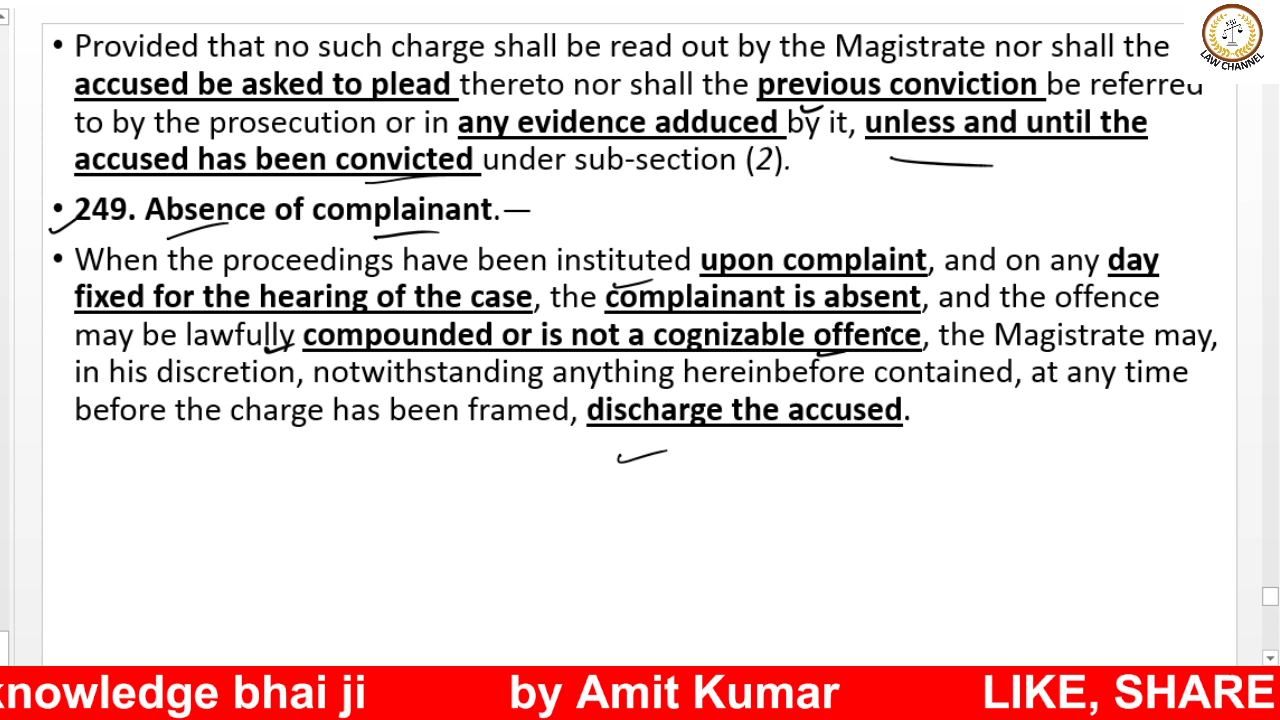 • Provided that no such charge shall be read out by the Magistrate nor shall the
accused be asked to plead thereto nor shall the previous conviction be referred
to by the prosecution or in any evidence adduced by it, unless and until the
accused has been convicted under sub-section (2).
• 249. Absence of complainant.—
• When the proceedings have been instituted upon complaint, and on any day
fixed for the hearing of the case, the complainant is absent, and the offence
may be lawfully compounded or is not a cognizable offence, the Magistrate may,
in his discretion, notwithstanding anything hereinbefore contained, at any time
before the charge has been framed, discharge the accused.
LAW CHANNEL
knowledge bhai ji by Amit Kumar LIKE, SHARE